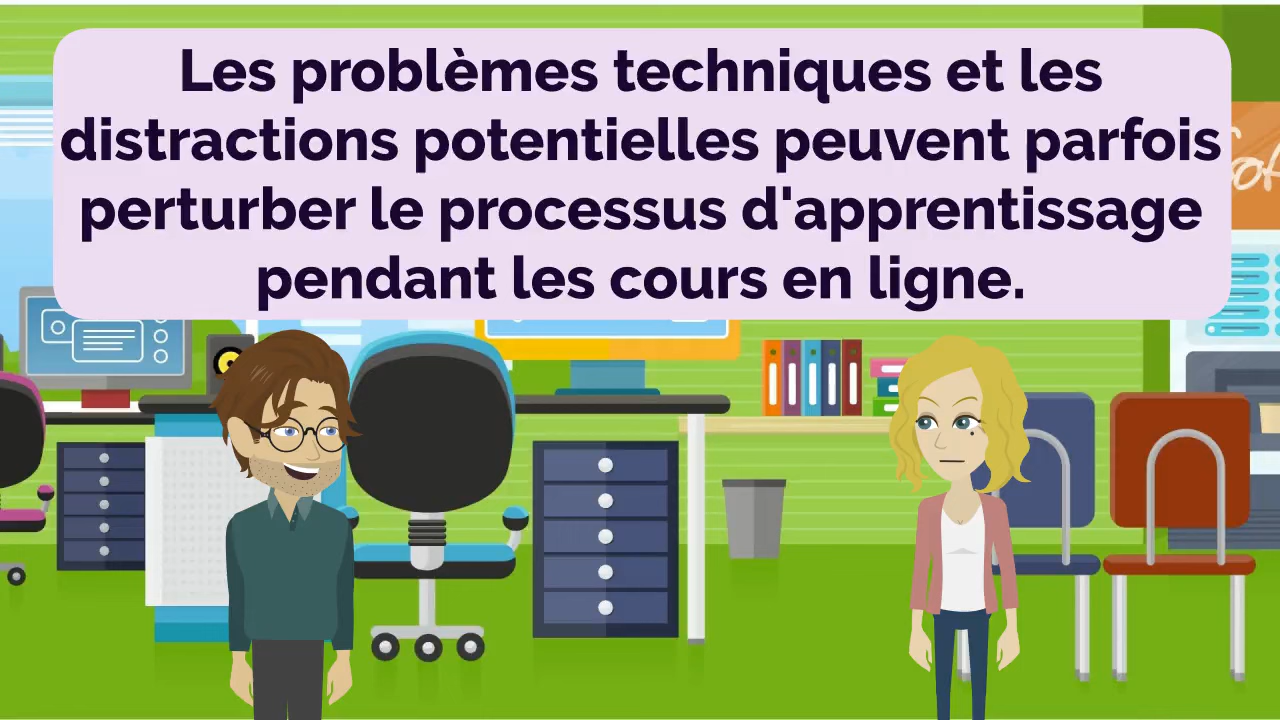 Les problèmes techniques et les
distractions potentielles peuvent parfois
perturber le processus d'apprentissage
pendant les cours en ligne.